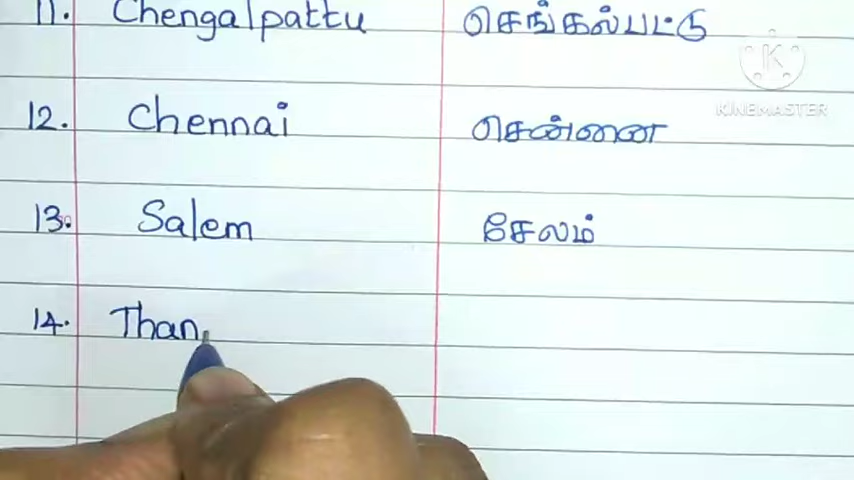 11. Chengalpattu செங்கல்பட்டு
12. Chennai சென்னை
13. Salem சேலம்
14. Than
KINEMASTER